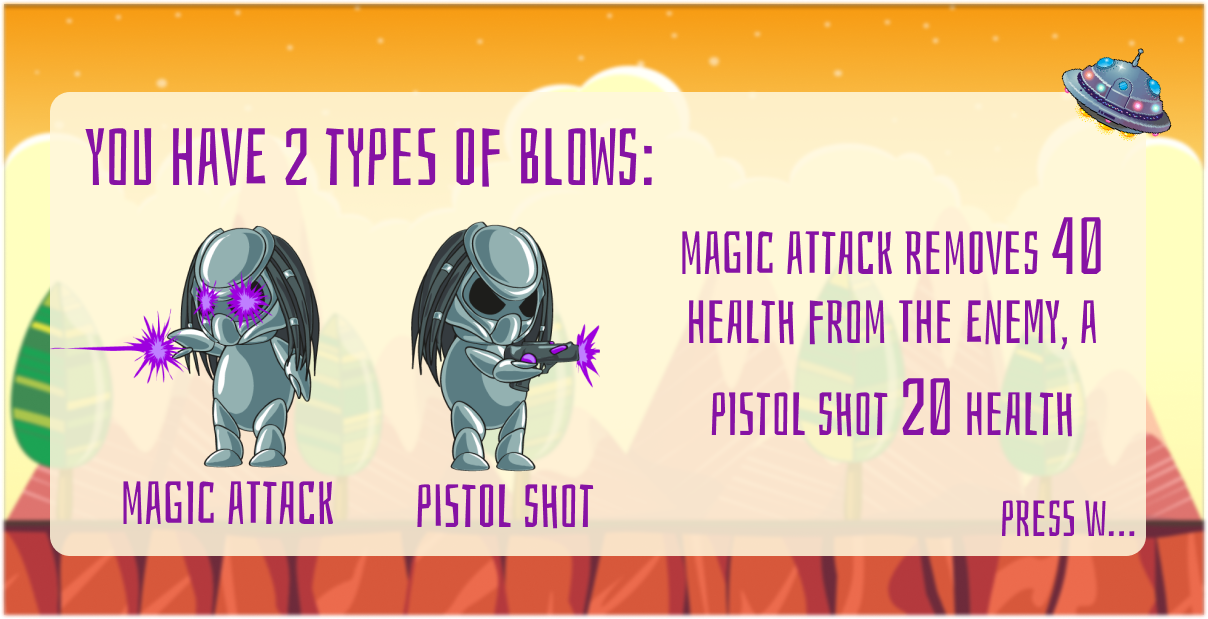 YOU HAVE 2 TYPES OF BLOWS:
MAGIC ATTACK REMOVES 40
HEALTH FROM THE ENEMY, A
PISTOL SHOT 20 HEALTH
MAGIC ATTACK
PISTOL SHOT
PRESS W...